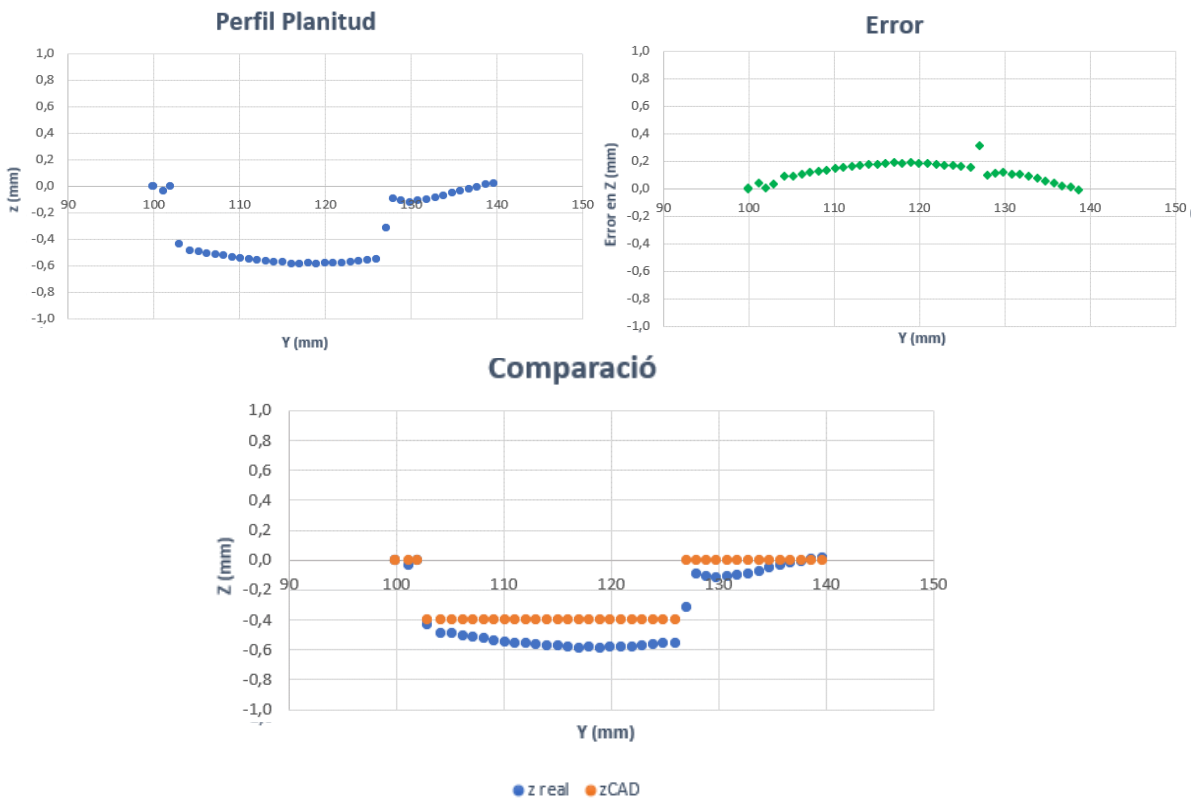 Perfil Planitud
1,0
0,8
0,6
0,4
0,2
0,0
-0,2
-0,4
-0,6
-0,8
-1,0
90 100 110 120 130 140 150
z (mm)
Y (mm)
Error
1,0
0,8
0,6
0,4
0,2
0,0
-0,2
-0,4
-0,6
-0,8
-1,0
90 100 110 120 130 140 150
Error en Z (mm)
Y (mm)
Comparació
1,0
0,8
0,6
0,4
0,2
0,0
-0,2
-0,4
-0,6
-0,8
-1,0
90 100 110 120 130 140 150
Z (mm)
Y (mm)
z real zCAD